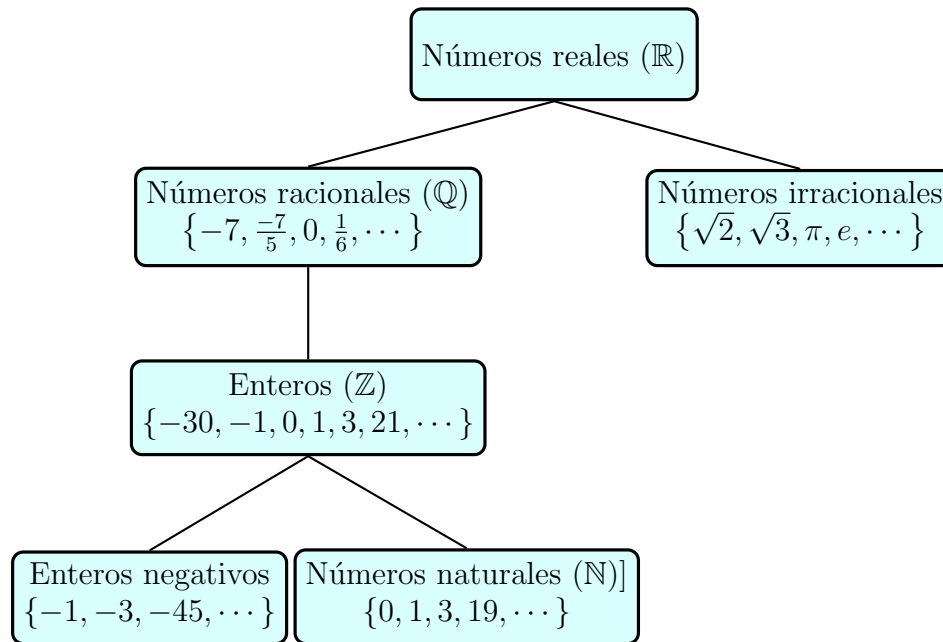 Números reales (ℝ)
Números racionales (ℚ)
{−7, −7/5, 0, 1/6, ⋯}
Números irracionales
{√2, √3, π, e, ⋯}
Enteros (ℤ)
{−30, −1, 0, 1, 3, 21, ⋯}
Enteros negativos
{−1, −3, −45, ⋯}
Números naturales (ℕ)]
{0, 1, 3, 19, ⋯}